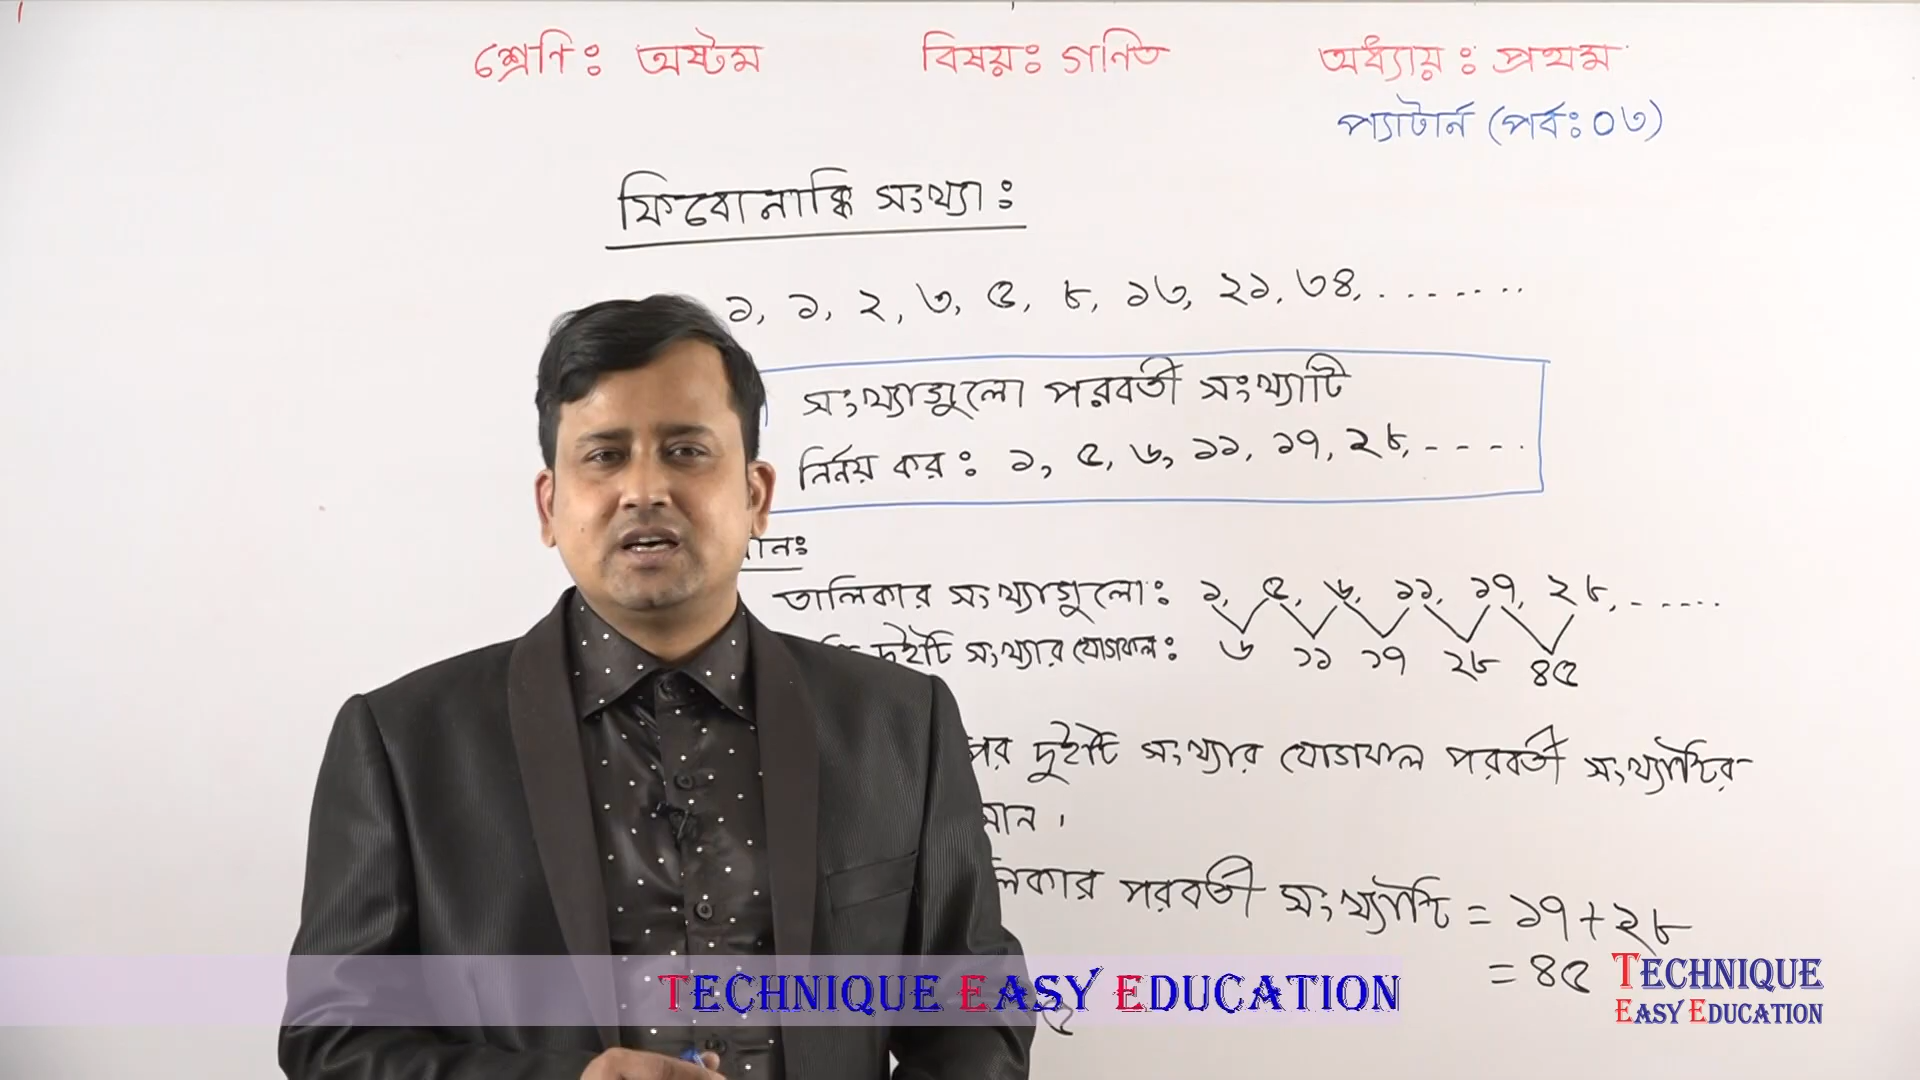 শ্রেণি: অষ্টম বিষয়: গণিত অধ্যায়: প্রথম
প্যাটার্ন (পর্ব: ০৩)
ফিবোনাক্কি সংখ্যা:
১, ১, ২, ৩, ৫, ৮, ১৩, ২১, ৩৪, ........
সংখ্যাগুলো পরবর্তী সংখ্যাটি
নির্নয় কর: ১, ৫, ৬, ১১, ১৭, ২৮, ----
তালিকার সংখ্যাগুলো: ১, ৫, ৬, ১১, ১৭, ২৮, ------
দুইটি সংখ্যার যোগফল: ৬ ১১ ১৭ ২৮ ৪৫
পর দুইটি সংখ্যার যোগফল পরবর্তী সংখ্যাটির
মান।
পরবর্তী সংখ্যাটি = ১৭+২৮
= ৪৫
TECHNIQUE EASY EDUCATION
TECHNIQUE
EASY EDUCATION